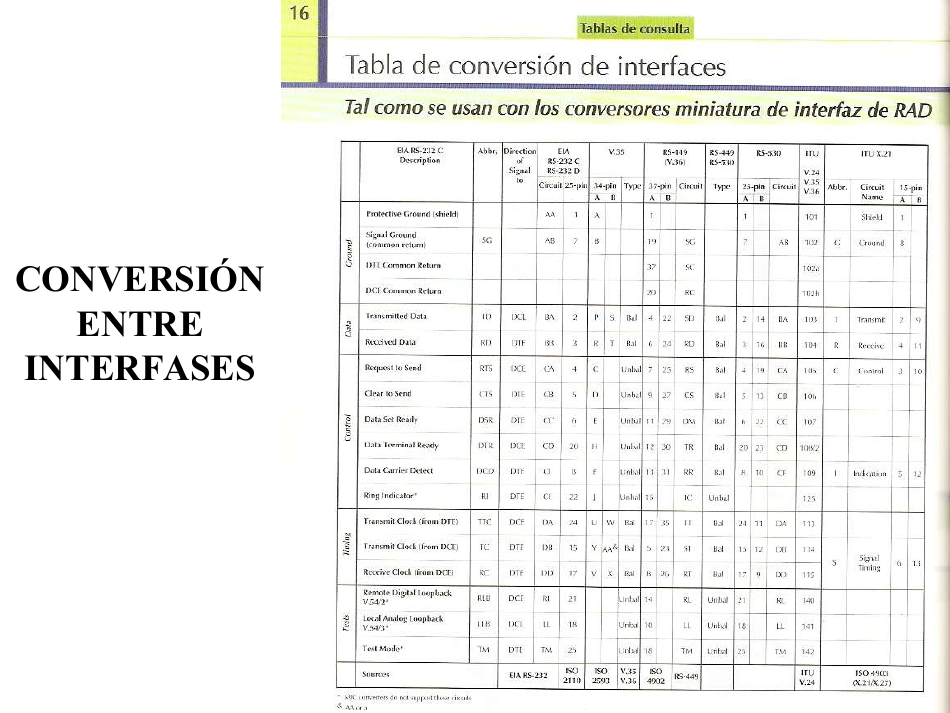 16
Tablas de consulta
Tabla de conversión de interfaces
Tal como se usan con los conversores miniatura de interfaz de RAD
CONVERSIÓN
ENTRE
INTERFASES
EIA RS-232 C Description Abbr. Direction of Signal to EIA RS-232 C RS-232 D V.35 RS-449 (V.36) RS-449 RS-530 RS-530 ITU V.24 V.35 V.36 ITU X.21
Circuit 25-pin 34-pin Type 37-pin Circuit Type 25-pin Circuit Abbr. Circuit Name 15-pin
A B A B A B A B
Ground
Protective Ground (shield) AA 1 A 1 1 101 Shield 1
Signal Ground (common return) SG AB 7 B 19 SG 7 AB 102 G Ground 8
DTE Common Return 37 SC 102a
DCE Common Return 20 RC 102b
Data
Transmitted Data TD DCE BA 2 P S Bal 4 22 SD Bal 2 14 BA 103 T Transmit 2 9
Received Data RD DTE BB 3 R T Bal 6 24 RD Bal 3 16 BB 104 R Receive 4 11
Control
Request to Send RTS DCE CA 4 C Unbal 7 25 RS Bal 4 19 CA 105 C Control 3 10
Clear to Send CTS DTE CB 5 D Unbal 9 27 CS Bal 5 13 CB 106
Data Set Ready DSR DTE CC 6 E Unbal 11 29 DM Bal 6 22 CC 107
Data Terminal Ready DTR DCE CD 20 H Unbal 12 30 TR Bal 20 23 CD 108/2
Data Carrier Detect DCD DTE CF 8 F Unbal 13 31 RR Bal 8 10 CF 109 I Indication 5 12
Ring Indicator* RI DTE CE 22 J Unbal 15 IC Unbal 125
Timing
Transmit Clock (from DTE) TTC DCE DA 24 U W Bal 17 35 TT Bal 24 11 DA 113
Transmit Clock (from DCE) TC DTE DB 15 Y AA& Bal 5 23 ST Bal 15 12 DB 114 S Signal Timing 6 13
Receive Clock (from DCE) RC DTE DD 17 V X Bal 8 26 RT Bal 17 9 DD 115
Tests
Remote Digital Loopback V.54/2* RLB DCE RL 21 Unbal 14 RL Unbal 21 RL 140
Local Analog Loopback V.54/3* LLB DCE LL 18 Unbal 10 LL Unbal 18 LL 141
Test Mode* TM DTE TM 25 Unbal 18 TM Unbal 25 TM 142
Sources EIA RS-232 ISO 2110 ISO 2593 V.35 V.36 ISO 4902 RS-449 ITU V.24 ISO 4903 (X.21/X.27)
converters do not support those circuits
& AA or a